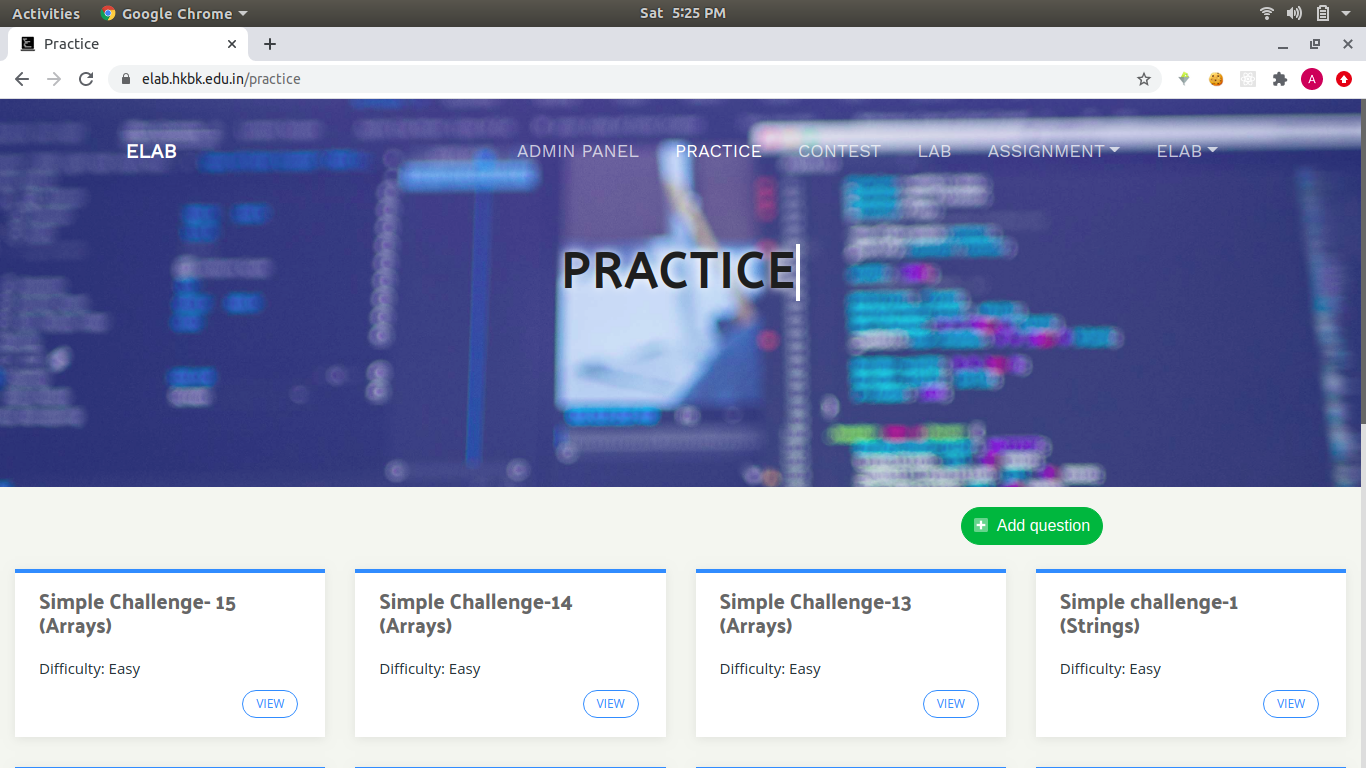 Activities Google Chrome Sat 5:25 PM
Practice
elab.hkbk.edu.in/practice A
ELAB ADMIN PANEL PRACTICE CONTEST LAB ASSIGNMENT ELAB
PRACTICE
Add question
Simple Challenge- 15
(Arrays)
Difficulty: Easy
VIEW
Simple Challenge-14
(Arrays)
Difficulty: Easy
VIEW
Simple Challenge-13
(Arrays)
Difficulty: Easy
VIEW
Simple challenge-1
(Strings)
Difficulty: Easy
VIEW